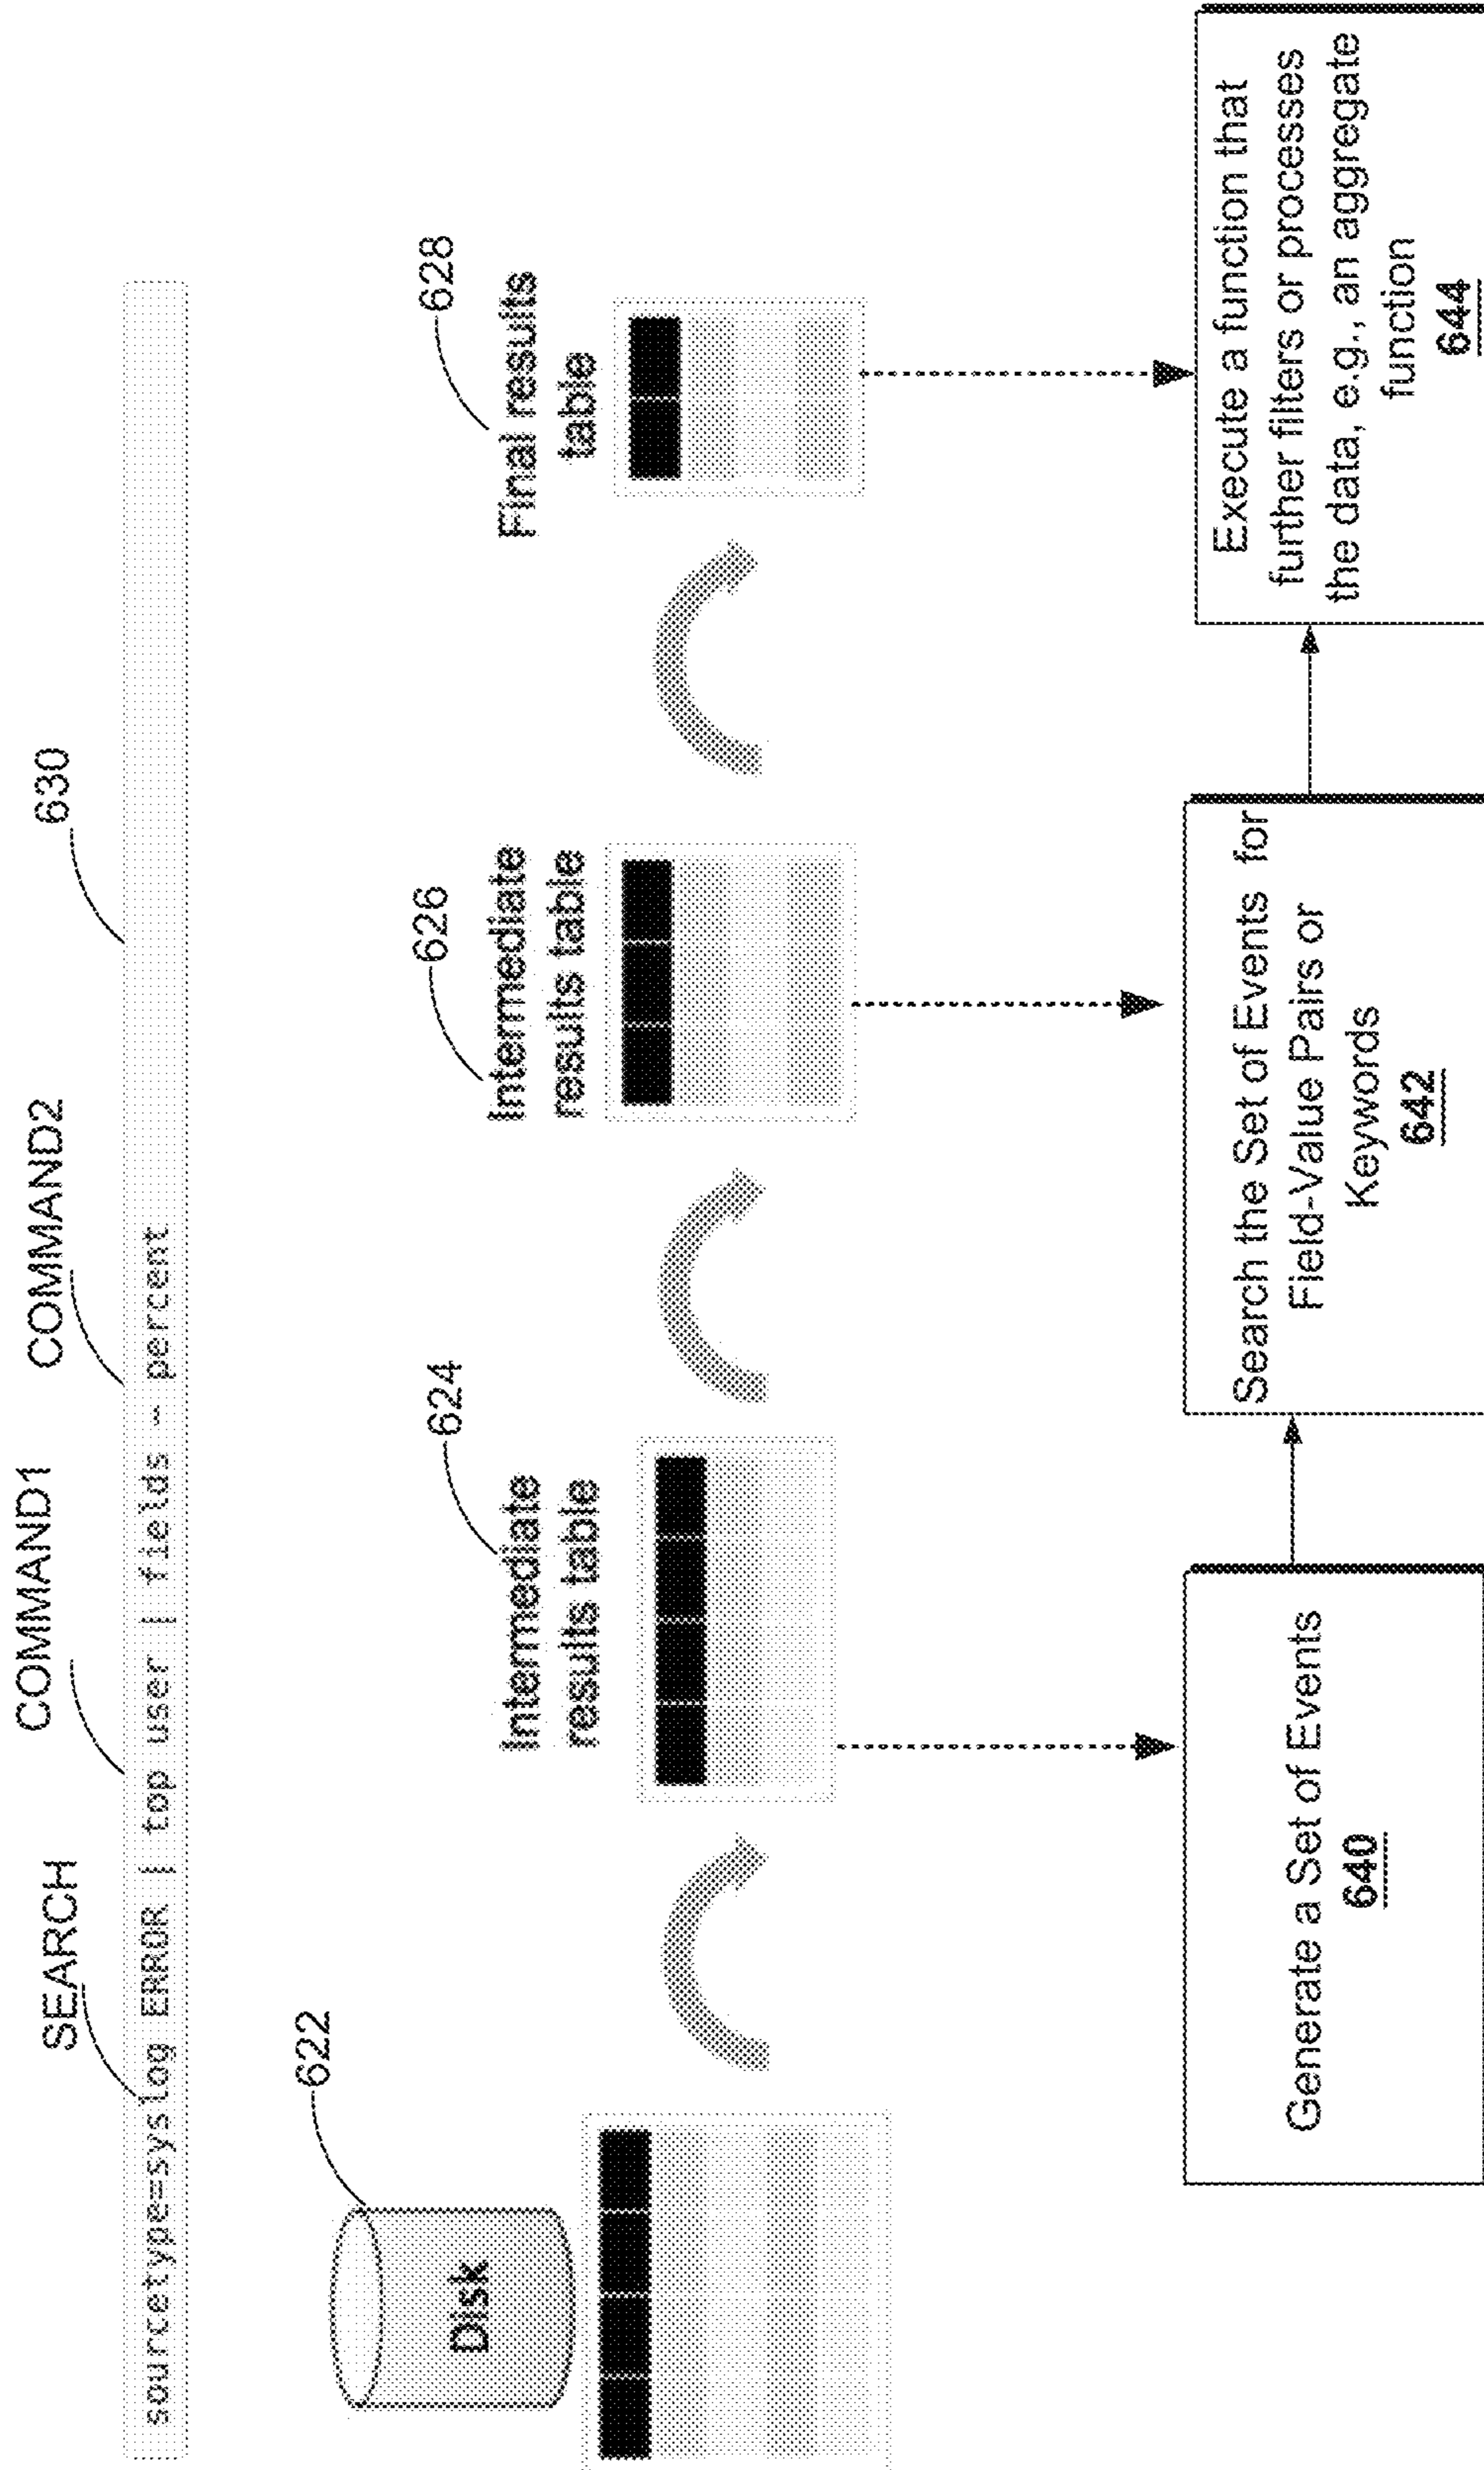 SEARCH
COMMAND1
COMMAND2
630
sourcetype=syslog ERROR | top user | fields - percent
622
Disk
624
Intermediate
results table
626
Intermediate
results table
628
Final results
table
Generate a Set of Events
640
Search the Set of Events for
Field-Value Pairs or
Keywords
642
Execute a function that
further filters or processes
the data, e.g., an aggregate
function
644